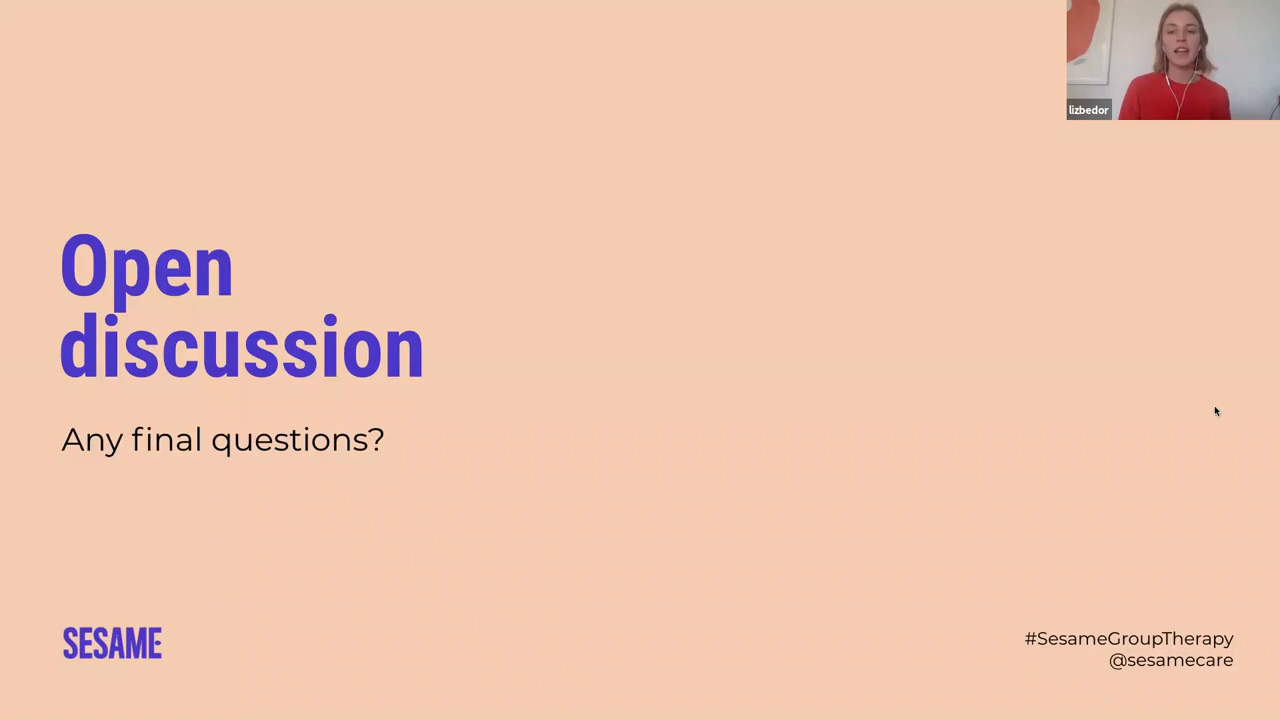 lizbedor
Open
discussion
Any final questions?
SESAME
#SesameGroupTherapy
@sesamecare